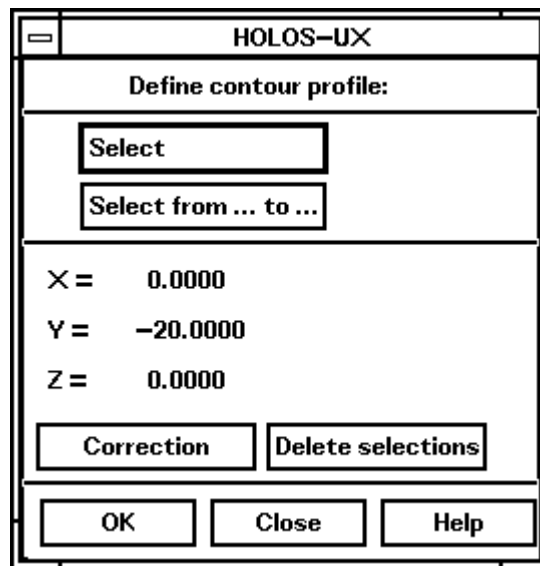 HOLOS-UX
Define contour profile:
Select
Select from ... to ...
X = 0.0000
Y = -20.0000
Z = 0.0000
Correction Delete selections
OK Close Help